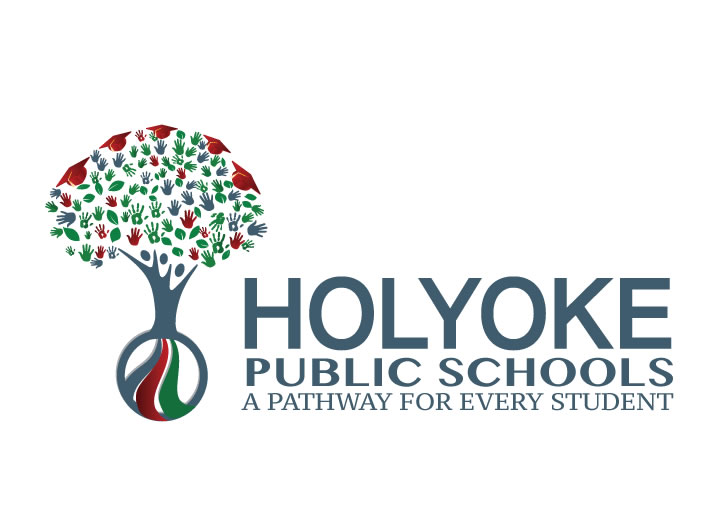 HOLYOKE
PUBLIC SCHOOLS
A PATHWAY FOR EVERY STUDENT